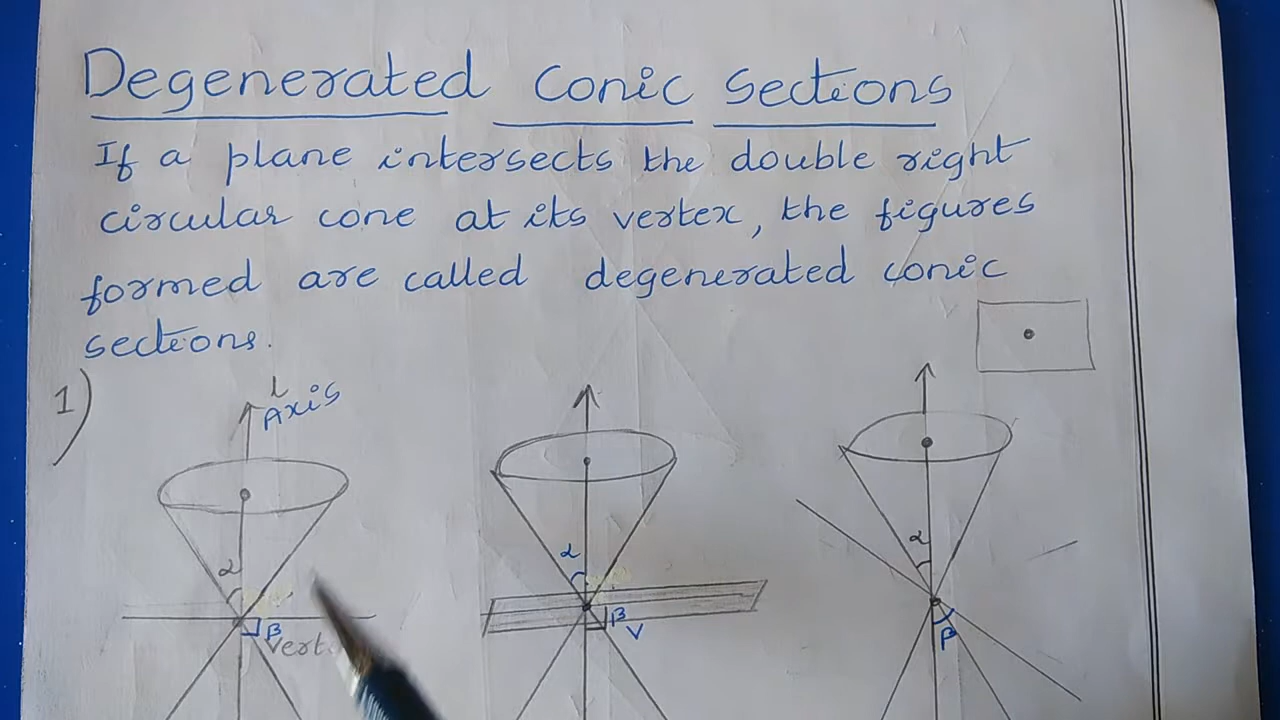 Degenerated Conic Sections
If a plane intersects the double right
circular cone at its vertex, the figures
formed are called degenerated conic
sections.
1)
l
Axis
α
β
α
β
V
α
β